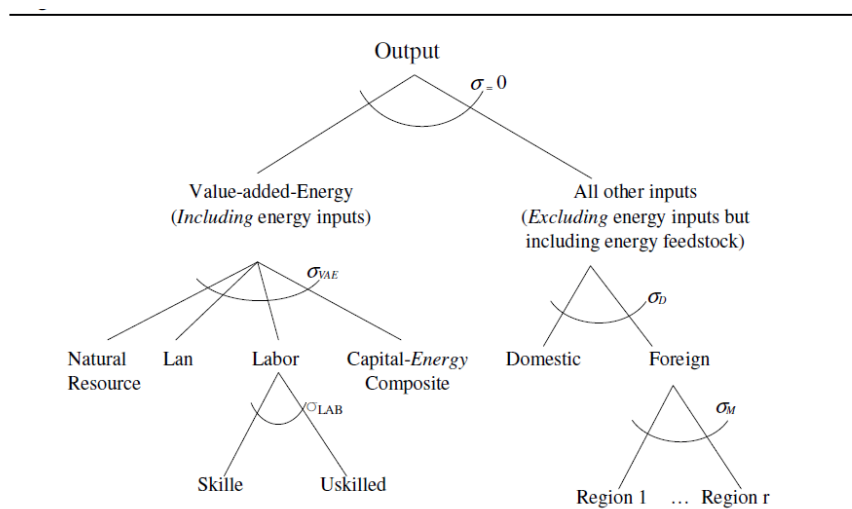 Output
σ = 0
Value-added-Energy
(Including energy inputs)
All other inputs
(Excluding energy inputs but
including energy feedstock)
σVAE
σD
Natural
Resource
Lan
Labor
Capital-Energy
Composite
Domestic
Foreign
σLAB
σM
Skille
Uskilled
Region 1 … Region r